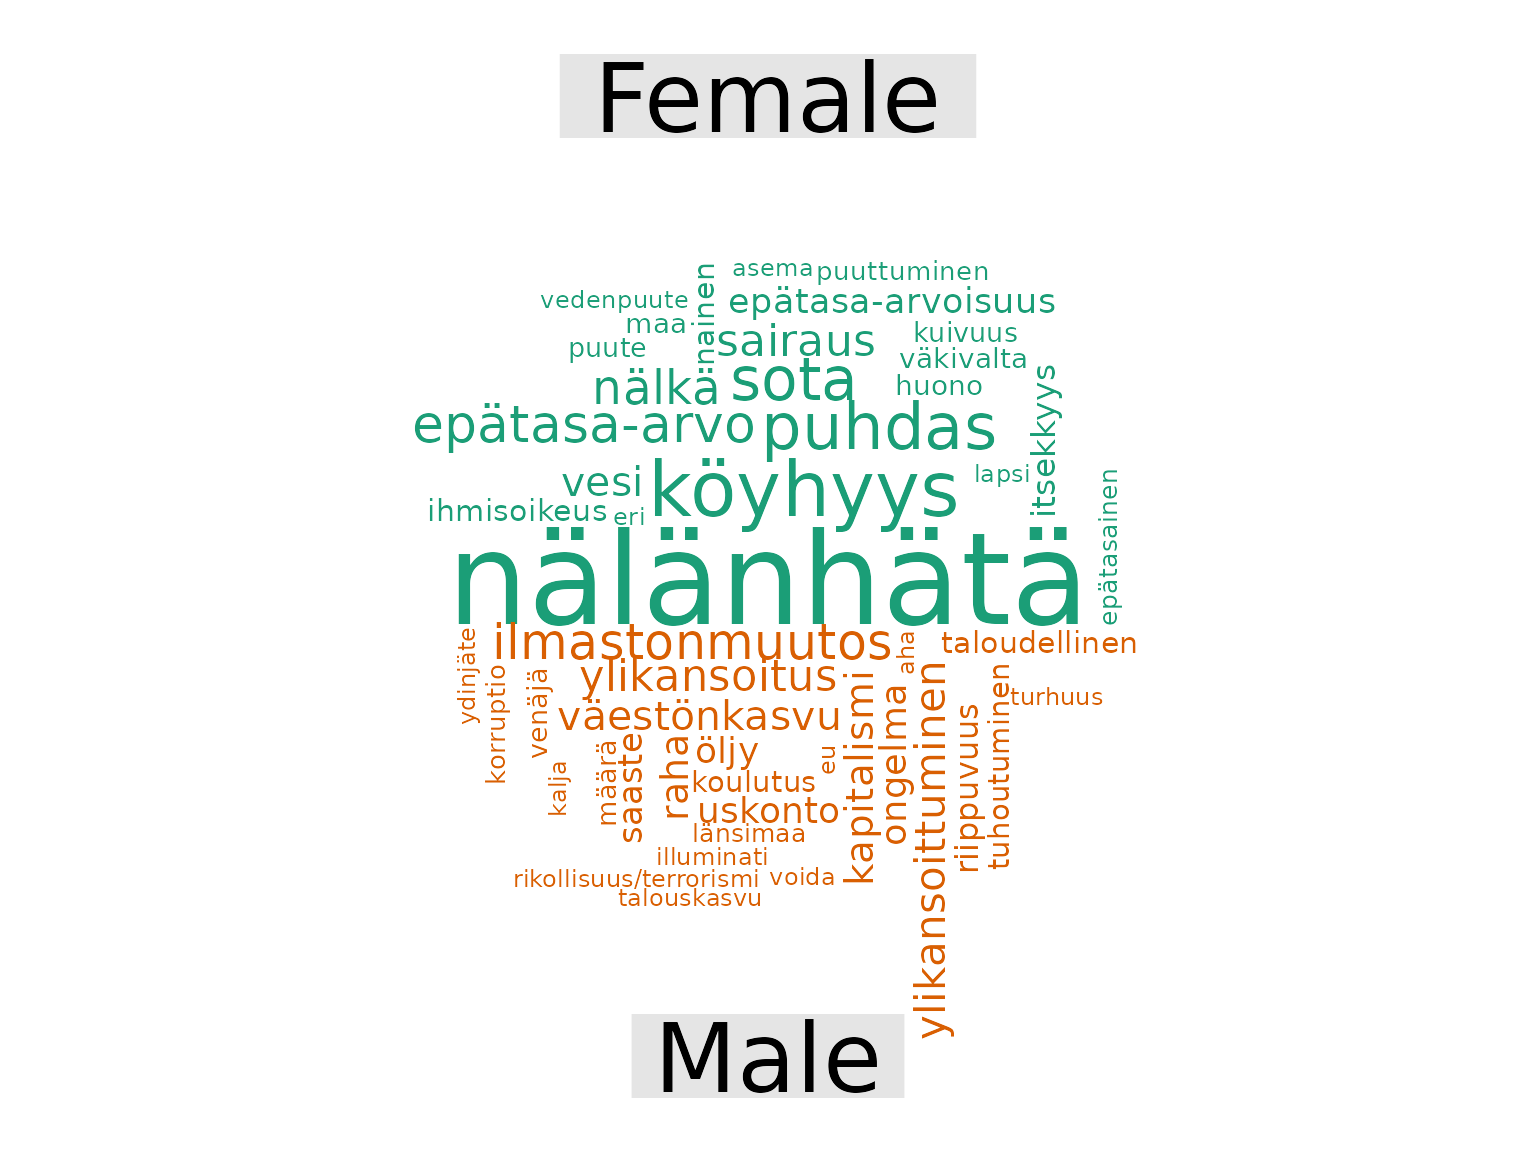 Female
asema puuttuminen
vedenpuute
nainen
epätasa-arvoisuus
maa
sairaus
kuivuus
puute
väkivalta
nälkä
sota
huono
itsekkyys
epätasa-arvo
puhdas
vesi
köyhyys
lapsi
epätasainen
ihmisoikeus
eri
nälänhätä
ydinjäte
ilmastonmuutos
aha
taloudellinen
korruptio
venäjä
ylikansoitus
kapitalismi
ongelma
ylikansoittuminen
riippuvuus
tuhoutuminen
turhuus
väestönkasvu
kalja
määrä
saaste
raha
öljy
eu
koulutus
uskonto
länsimaa
illuminati
rikollisuus/terrorismi
voida
talouskasvu
Male